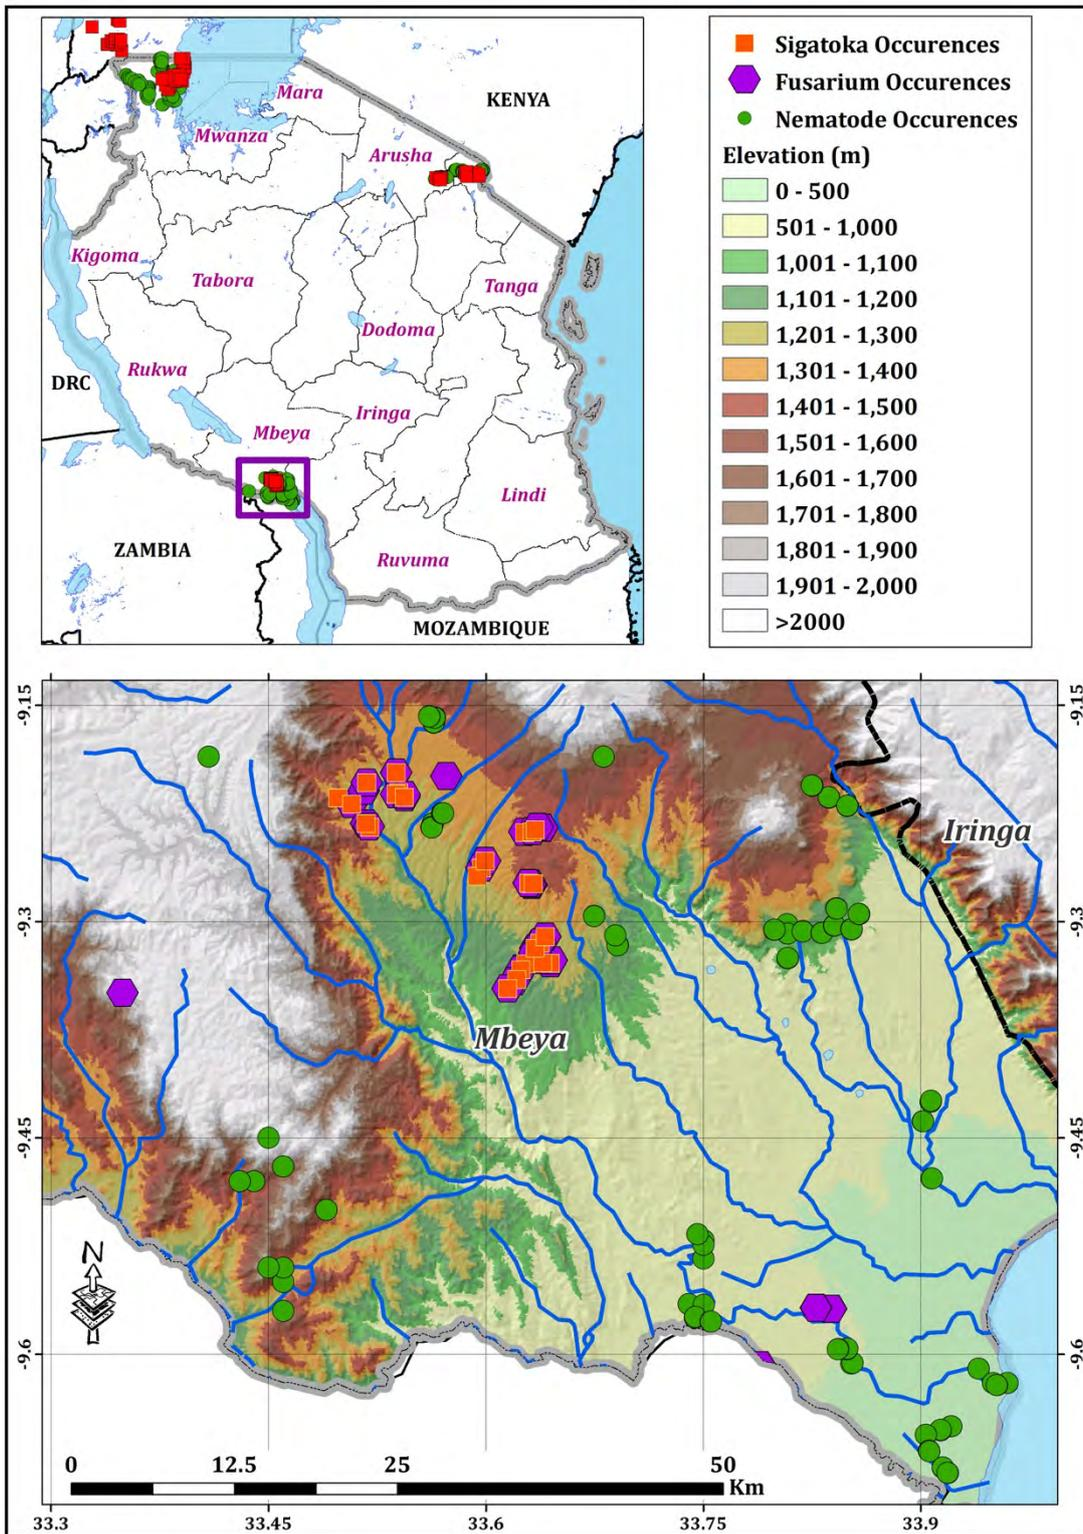 Sigatoka Occurences
Fusarium Occurences
Nematode Occurences
Elevation (m)
0 - 500
501 - 1,000
1,001 - 1,100
1,101 - 1,200
1,201 - 1,300
1,301 - 1,400
1,401 - 1,500
1,501 - 1,600
1,601 - 1,700
1,701 - 1,800
1,801 - 1,900
1,901 - 2,000
>2000
Mara
KENYA
Mwanza
Arusha
Kigoma
Tabora
Tanga
Dodoma
Rukwa
DRC
Iringa
Mbeya
Lindi
ZAMBIA
Ruvuma
MOZAMBIQUE
-9.15
-9.15
Iringa
-9.3
-9.3
Mbeya
-9.45
-9.45
N
-9.6
-9.6
0 12.5 25 50
Km
33.3 33.45 33.6 33.75 33.9